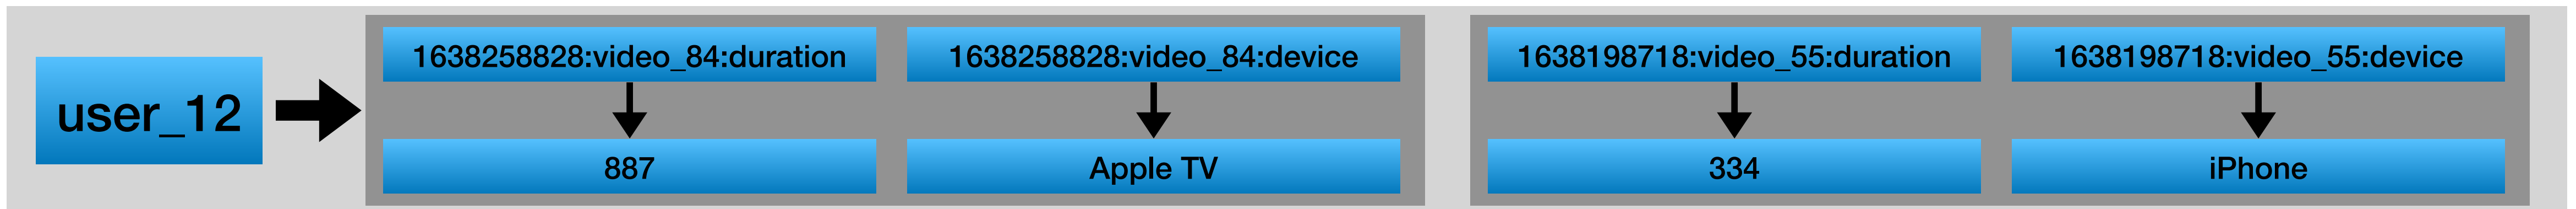 user_12
1638258828:video_84:duration
887
1638258828:video_84:device
Apple TV
1638198718:video_55:duration
334
1638198718:video_55:device
iPhone